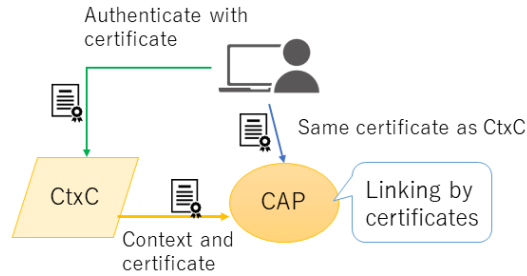 Authenticate with
certificate
Same certificate as CtxC
CtxC
CAP
Linking by
certificates
Context and
certificate